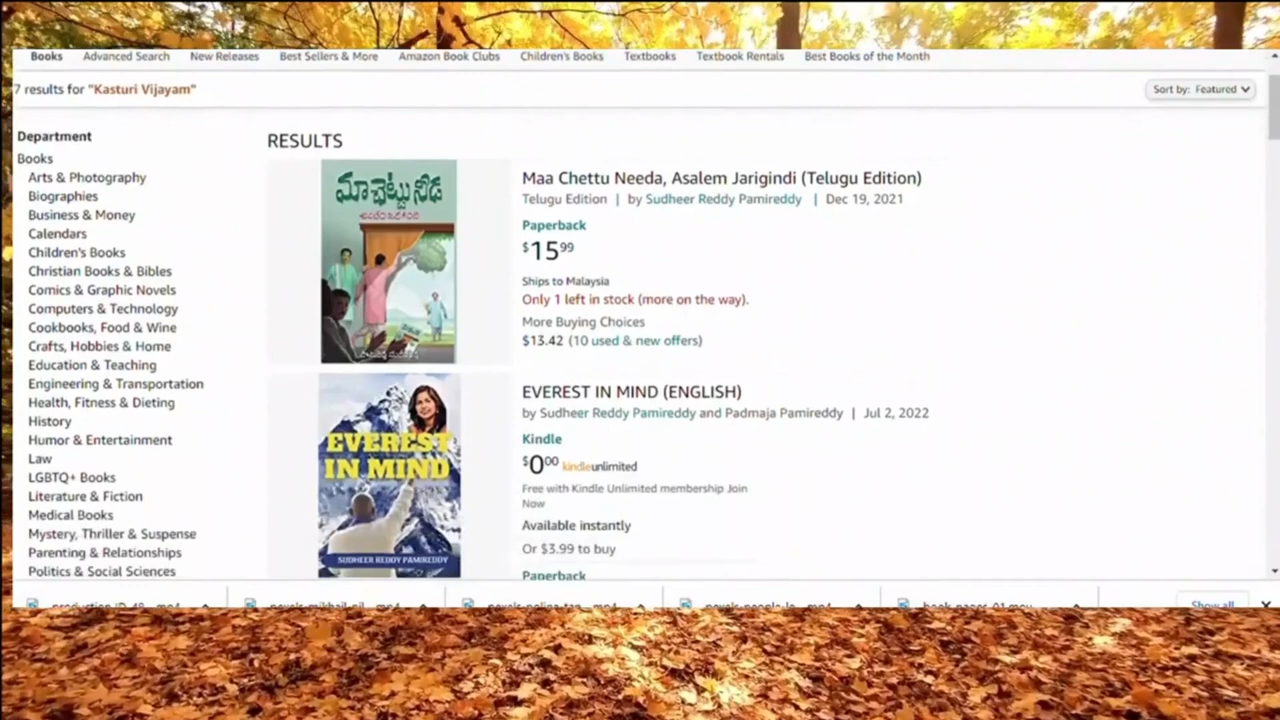 Books Advanced Search New Releases Best Sellers & More Amazon Book Clubs Children's Books Textbooks Textbook Rentals Best Books of the Month
7 results for "Kasturi Vijayam"
Sort by: Featured
Department
Books
Arts & Photography
Biographies
Business & Money
Calendars
Children's Books
Christian Books & Bibles
Comics & Graphic Novels
Computers & Technology
Cookbooks, Food & Wine
Crafts, Hobbies & Home
Education & Teaching
Engineering & Transportation
Health, Fitness & Dieting
History
Humor & Entertainment
Law
LGBTQ+ Books
Literature & Fiction
Medical Books
Mystery, Thriller & Suspense
Parenting & Relationships
Politics & Social Sciences
RESULTS
మా చెట్టు నీడ
Maa Chettu Needa, Asalem Jarigindi (Telugu Edition)
Telugu Edition | by Sudheer Reddy Pamireddy | Dec 19, 2021
Paperback
$15 99
Ships to Malaysia
Only 1 left in stock (more on the way).
More Buying Choices
$13.42 (10 used & new offers)
EVEREST
IN MIND
SUDHEER REDDY PAMIREDDY
EVEREST IN MIND (ENGLISH)
by Sudheer Reddy Pamireddy and Padmaja Pamireddy | Jul 2, 2022
Kindle
$0 00 kindleunlimited
Free with Kindle Unlimited membership Join
Now
Available instantly
Or $3.99 to buy
Paperback
Show all